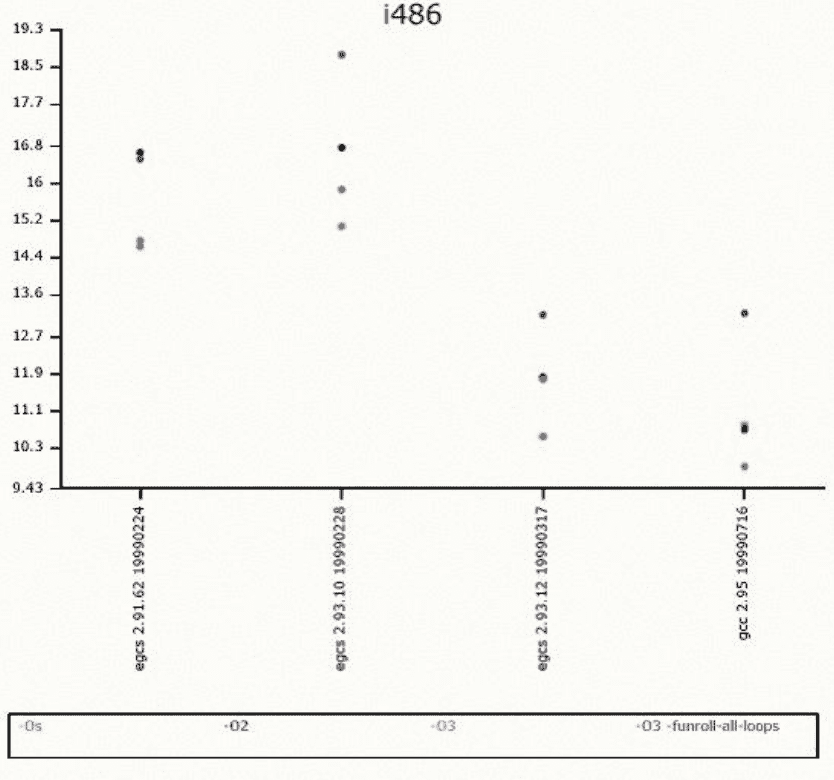 i486
19.3
18.5
17.7
16.8
16
15.2
14.4
13.6
12.7
11.9
11.1
10.3
9.43
egcs 2.91.62 19990224
egcs 2.93.10 19990228
egcs 2.93.12 19990317
gcc 2.95 19990716
-Os -O2 -O3 -O3 -funroll-all-loops